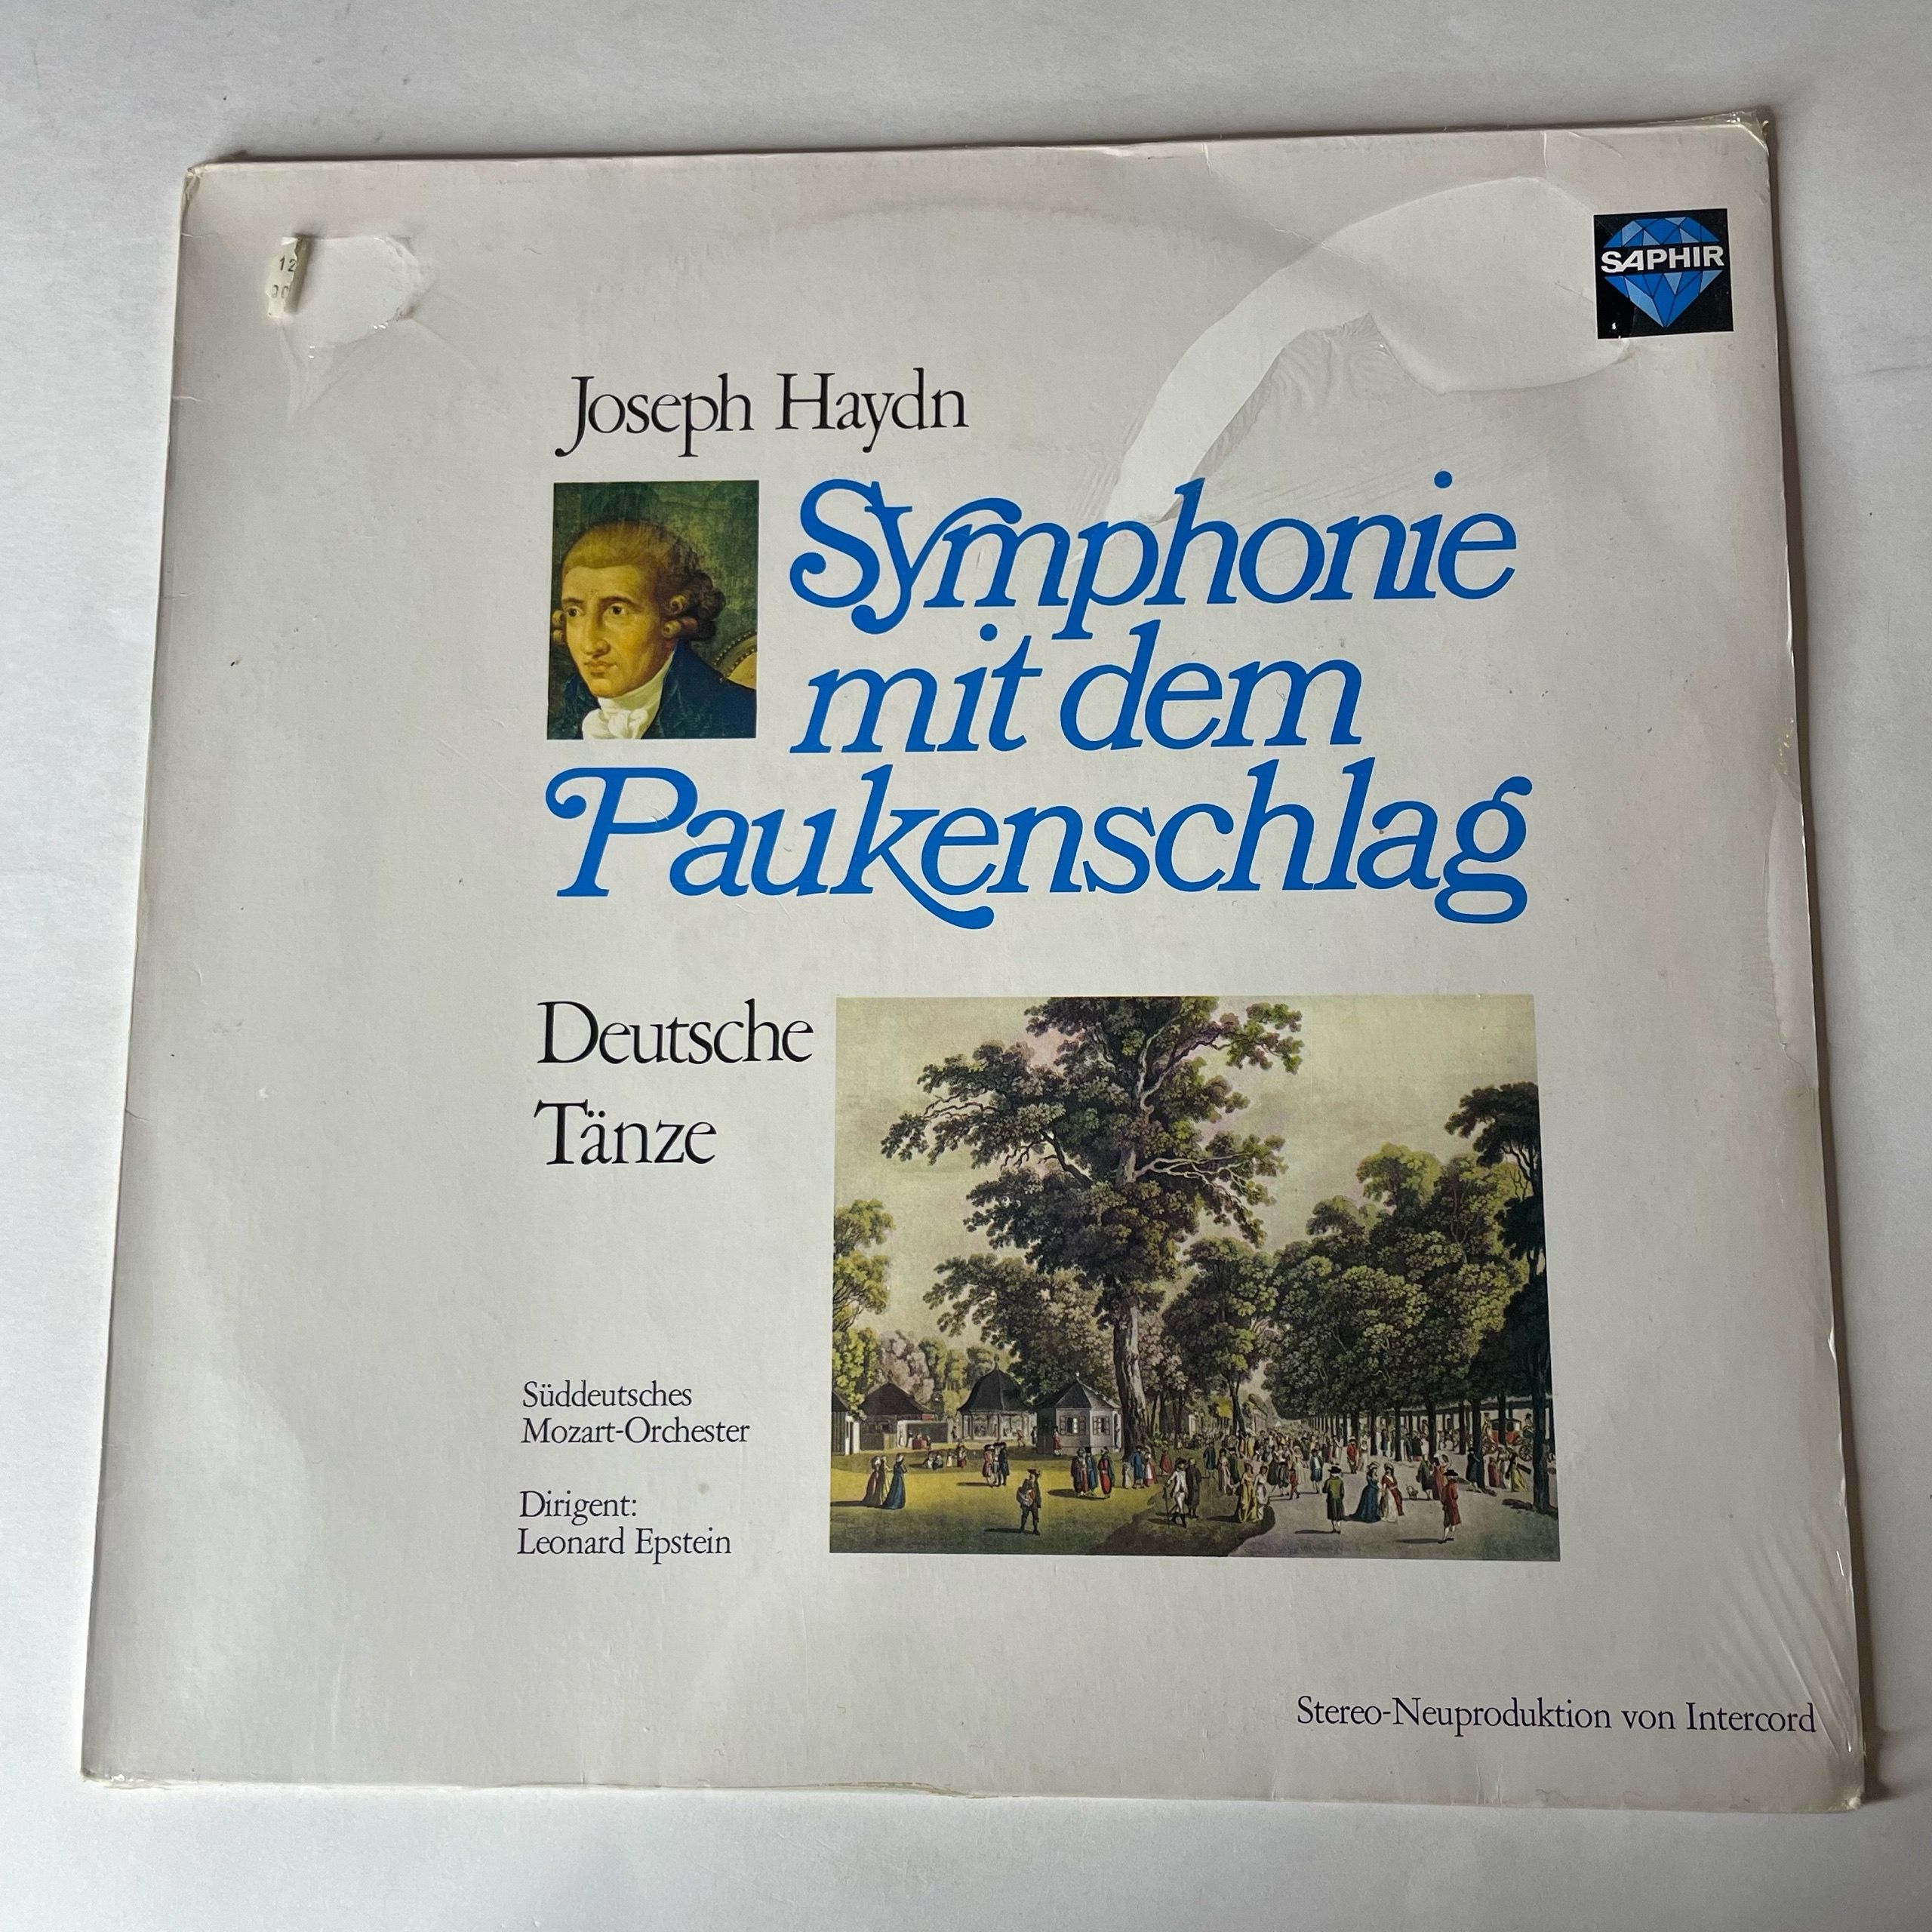 12
SAPHIR
Joseph Haydn
Symphonie
mit dem
Paukenschlag
Deutsche
Tänze
Süddeutsches
Mozart-Orchester
Dirigent:
Leonard Epstein
Stereo-Neuproduktion von Intercord